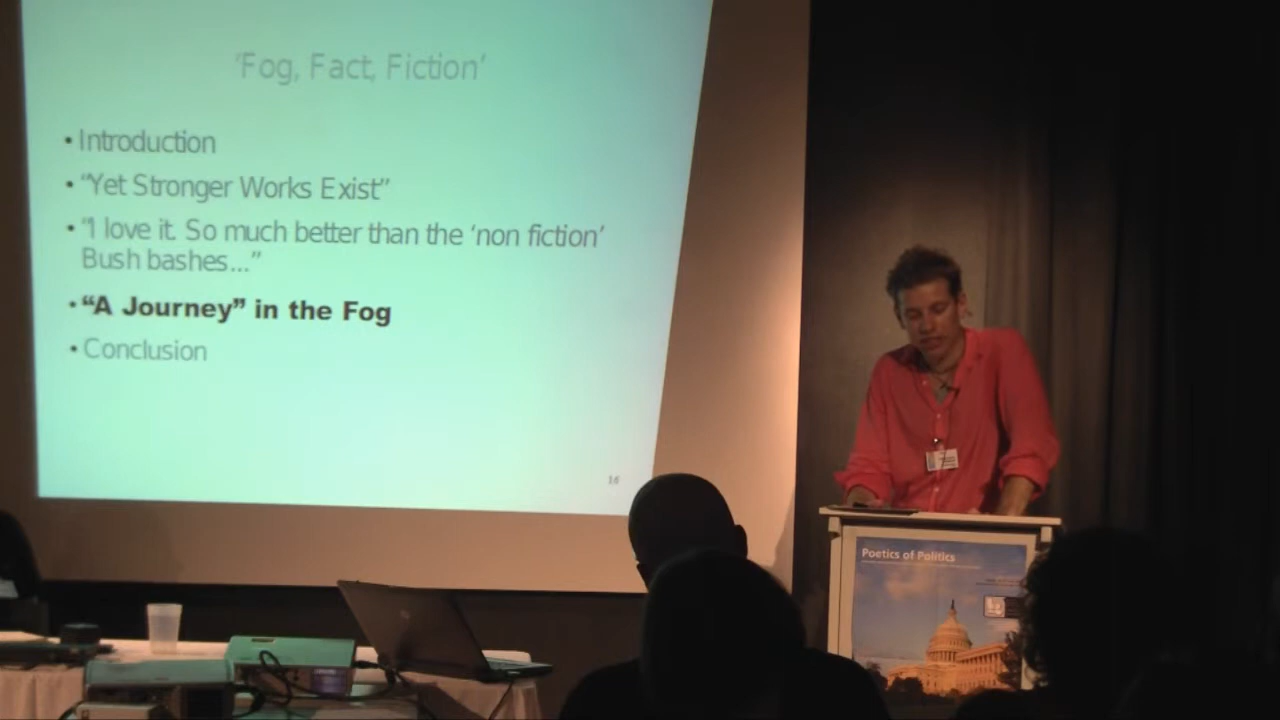 'Fog, Fact, Fiction'
• Introduction
• "Yet Stronger Works Exist"
• "I love it. So much better than the 'non fiction'
Bush bashes..."
• "A Journey" in the Fog
• Conclusion
16
Poetics of Politics